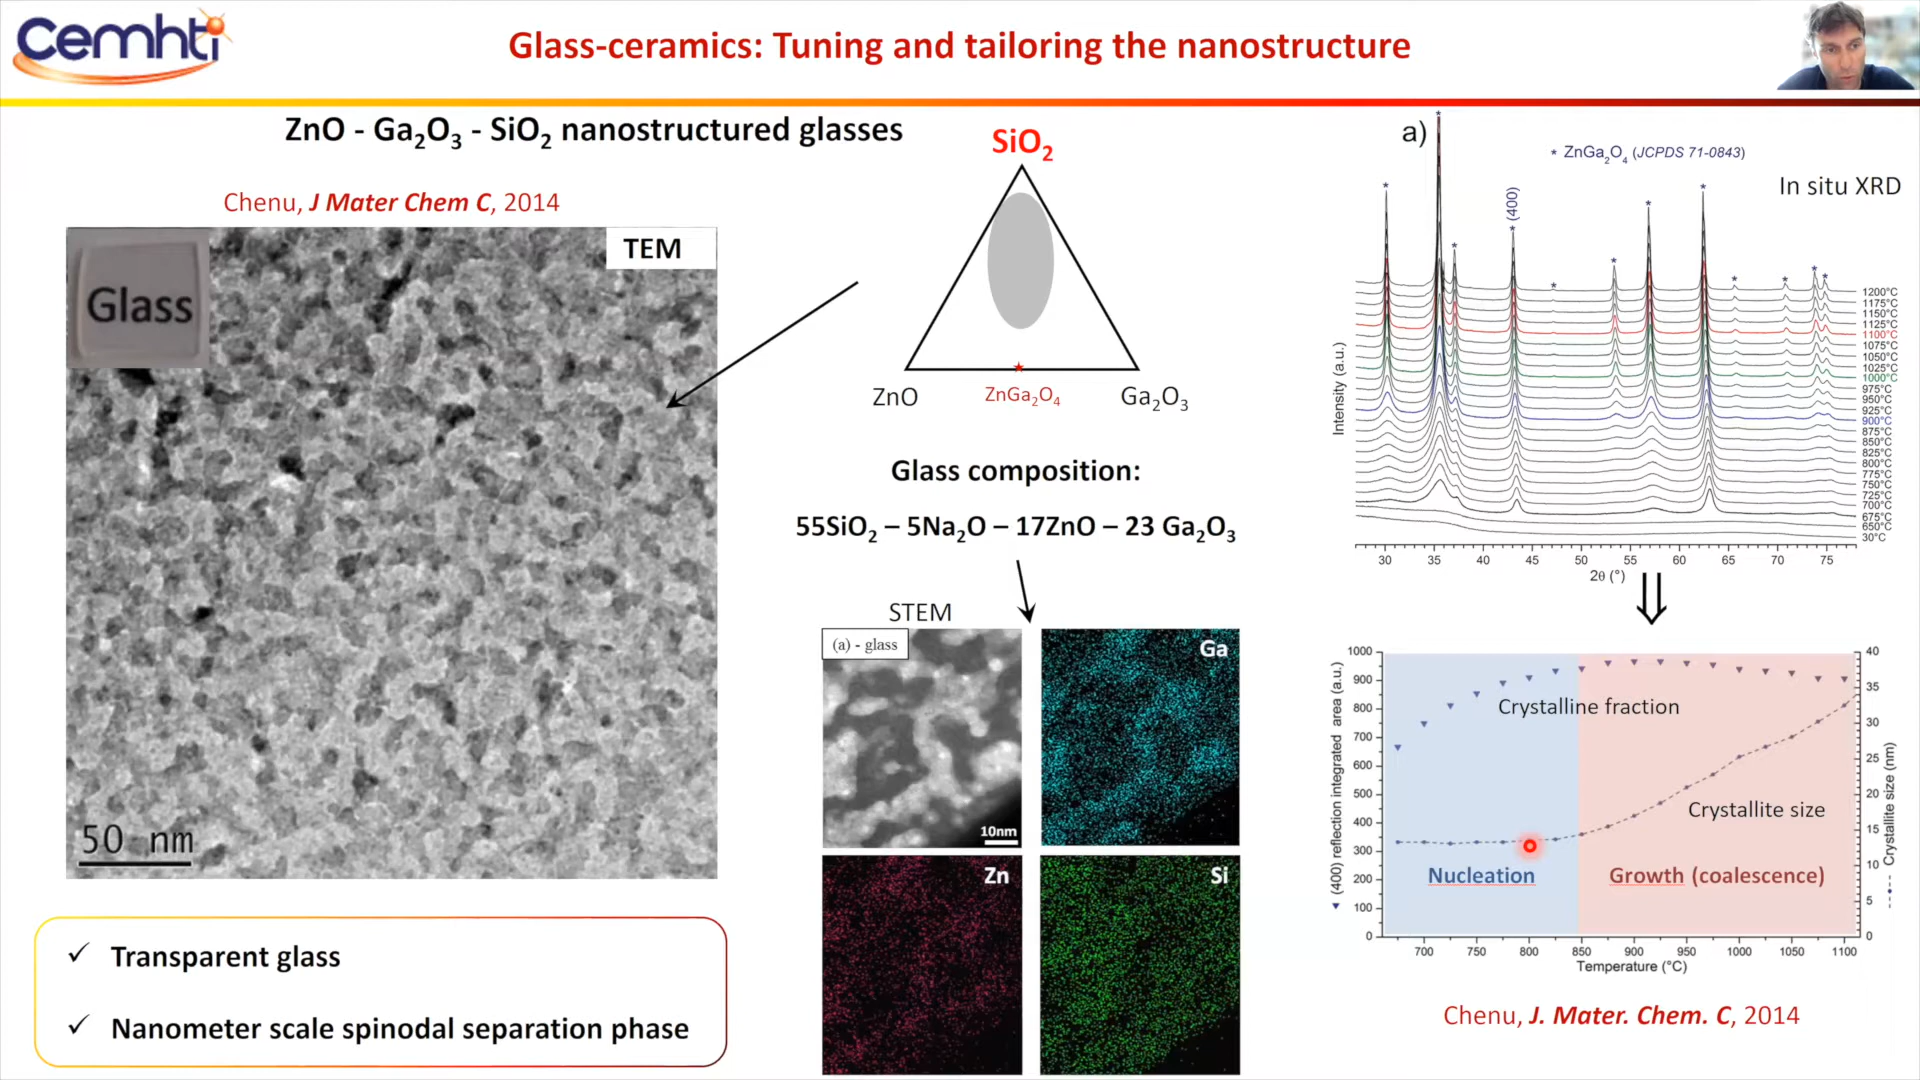 Cemhti
Glass-ceramics: Tuning and tailoring the nanostructure
ZnO - Ga₂O₃ - SiO₂ nanostructured glasses
Chenu, J Mater Chem C, 2014
Glass
TEM
50 nm
SiO₂
ZnO
ZnGa₂O₄
Ga₂O₃
Glass composition:
55SiO₂ – 5Na₂O – 17ZnO – 23 Ga₂O₃
STEM
(a) - glass
10nm
Ga
Zn
Si
✓ Transparent glass
✓ Nanometer scale spinodal separation phase
a)
* ZnGa₂O₄ (JCPDS 71-0843)
In situ XRD
(400)
Intensity (a.u.)
1200°C
1175°C
1150°C
1125°C
1100°C
1075°C
1050°C
1025°C
1000°C
975°C
950°C
925°C
900°C
875°C
850°C
825°C
800°C
775°C
750°C
725°C
700°C
675°C
650°C
30°C
30 35 40 45 50 55 60 65 70 75
2θ (°)
(400) reflection integrated area (a.u.)
1000
900
800
700
600
500
400
300
200
100
0
Crystalline fraction
Crystallite size
Nucleation
Growth (coalescence)
40
35
30
25
20
15
10
5
0
Crystallite size (nm)
700 750 800 850 900 950 1000 1050 1100
Temperature (°C)
Chenu, J. Mater. Chem. C, 2014